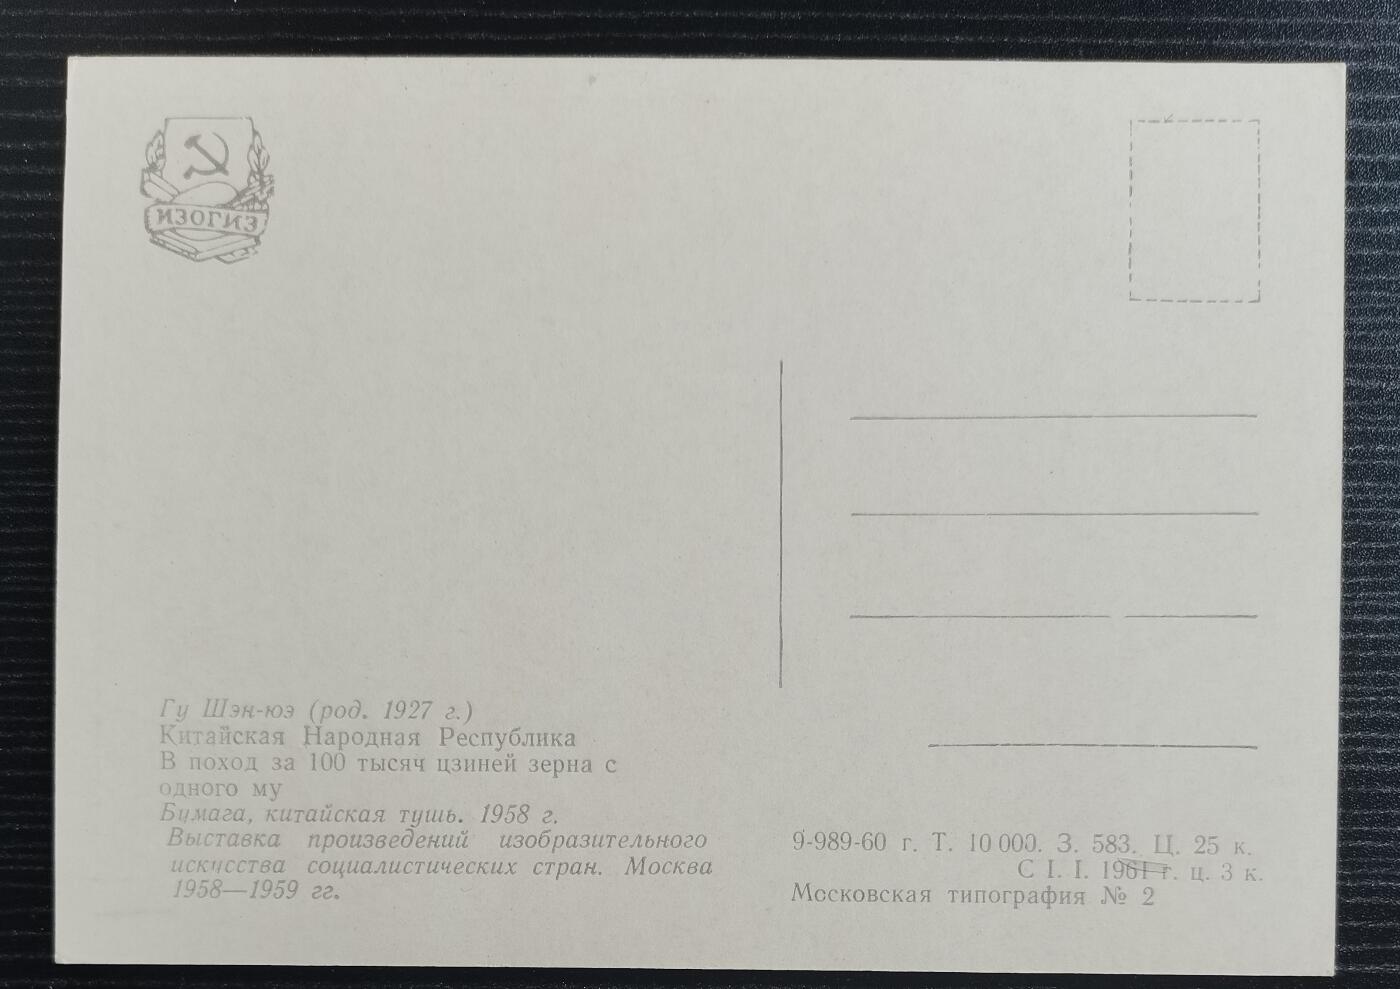 ИЗОГИЗ
Гу Шэн-юэ (род. 1927 г.)
Китайская Народная Республика
В поход за 100 тысяч цзиней зерна с
одного му
Бумага, китайская тушь. 1958 г.
Выставка произведений изобразительного
искусства социалистических стран. Москва
1958—1959 гг.
9-989-60 г. Т. 10 000. З. 583. Ц. 25 к.
С I. I. 1961 г. ц. 3 к.
Московская типография № 2